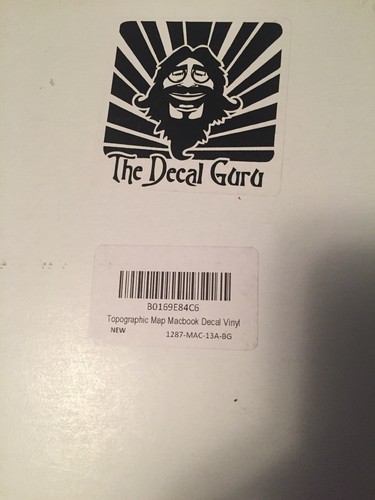 The Decal Guru
B0169E84C6
Topographic Map Macbook Decal Vinyl
NEW 1287-MAC-13A-BG